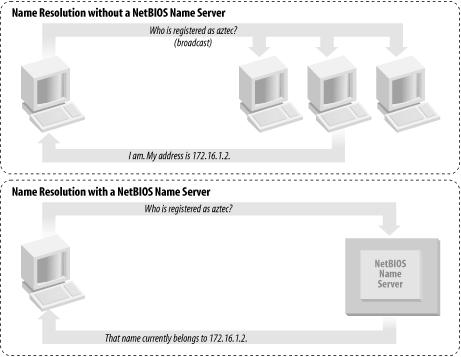 Name Resolution without a NetBIOS Name Server
Who is registered as aztec?
(broadcast)
I am. My address is 172.16.1.2.
Name Resolution with a NetBIOS Name Server
Who is registered as aztec?
NetBIOS
Name
Server
That name currently belongs to 172.16.1.2.